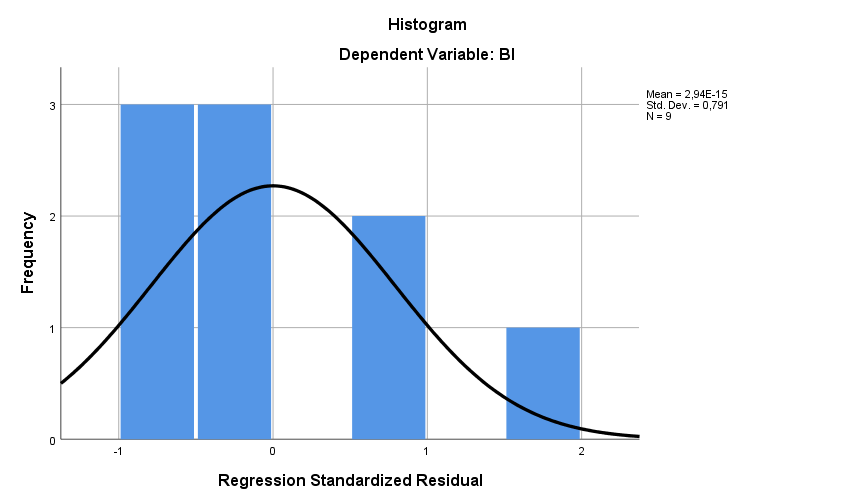 Histogram
Dependent Variable: BI
Mean = 2,94E-15
Std. Dev. = 0,791
N = 9
Frequency
3
2
1
0
-1
0
1
2
Regression Standardized Residual